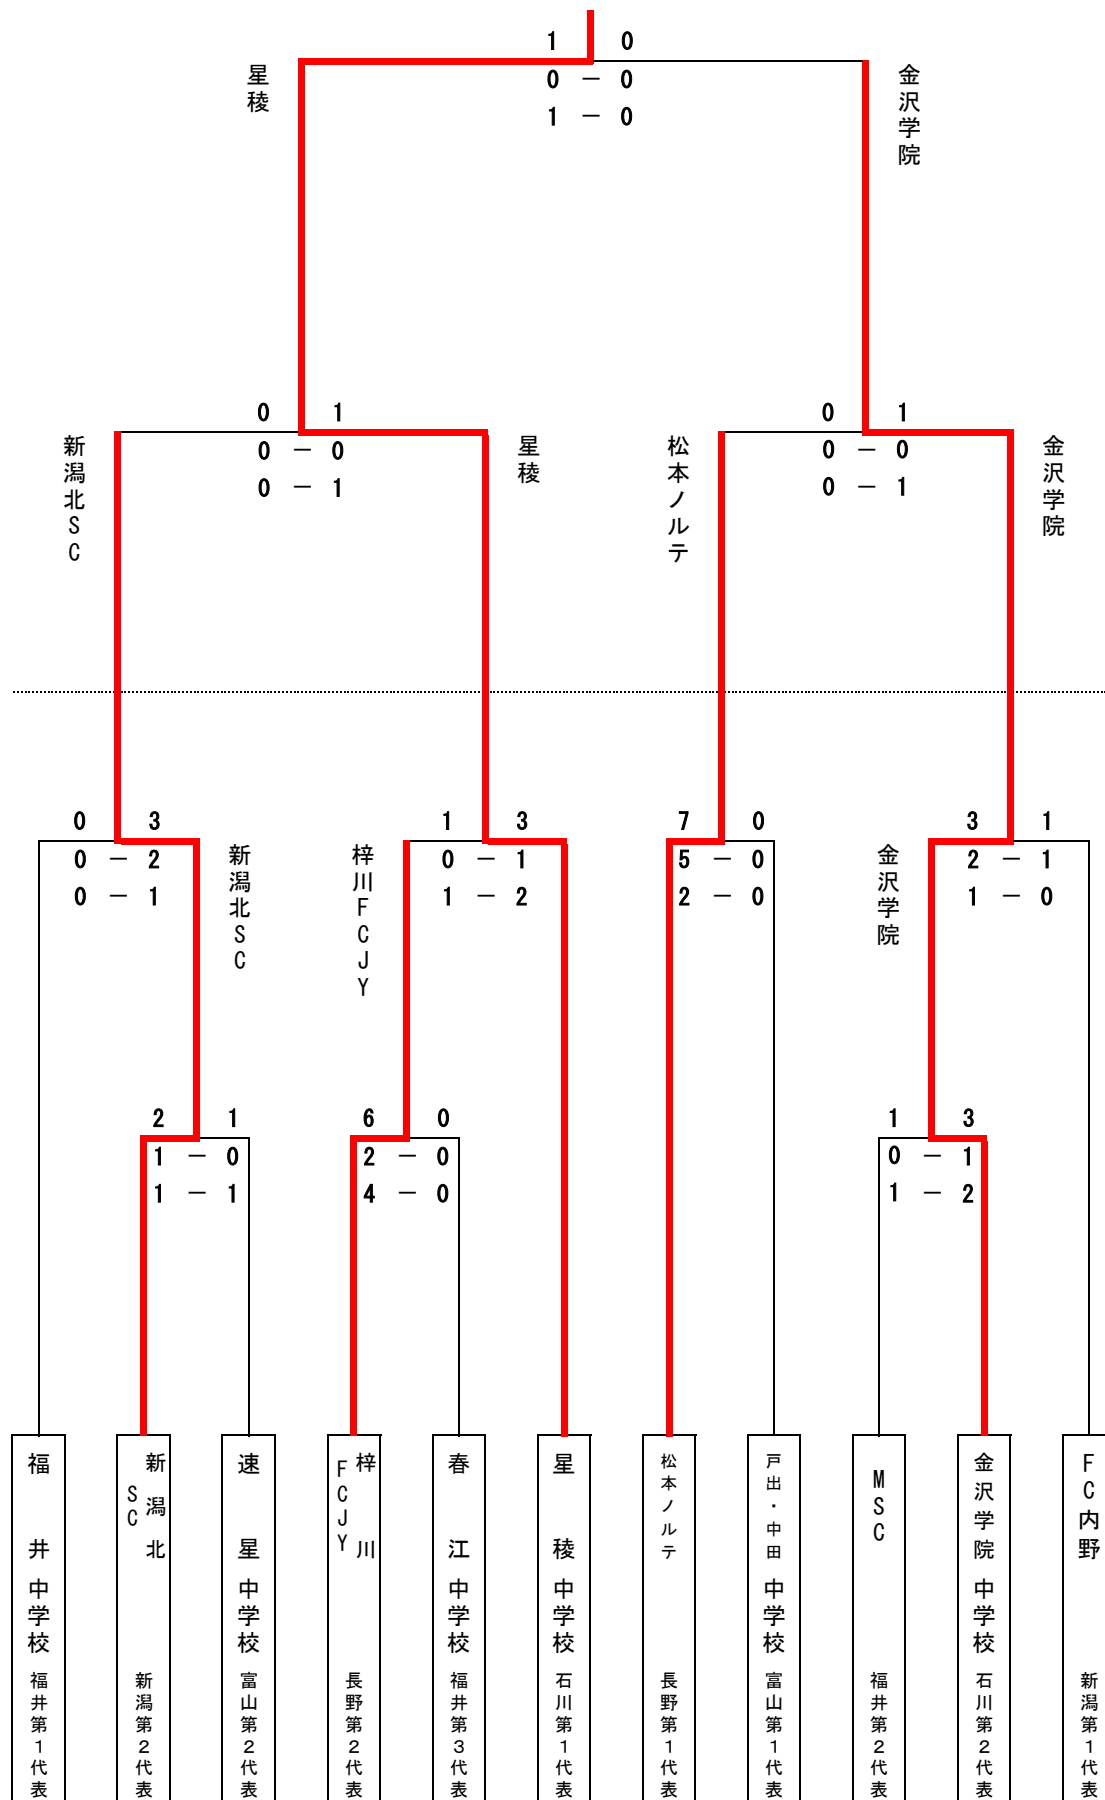 1 0
星稜
0 － 0
金沢学院
1 － 0
0 1
0 1
新潟北SC
0 － 0
星稜
松本ノルテ
0 － 0
金沢学院
0 － 1
0 － 1
0 3
1 3
7 0
3 1
0 － 2
新潟北SC
梓川FCJY
0 － 1
5 － 0
金沢学院
2 － 1
0 － 1
1 － 2
2 － 0
1 － 0
2 1
6 0
1 3
1 － 0
2 － 0
0 － 1
1 － 1
4 － 0
1 － 2
福井中学校 福井第1代表
新潟北SC 新潟第2代表
速星中学校 富山第2代表
梓川FCJY 長野第2代表
春江中学校 福井第3代表
星稜中学校 石川第1代表
松本ノルテ 長野第1代表
戸出・中田中学校 富山第1代表
MSC 福井第2代表
金沢学院中学校 石川第2代表
FC内野 新潟第1代表